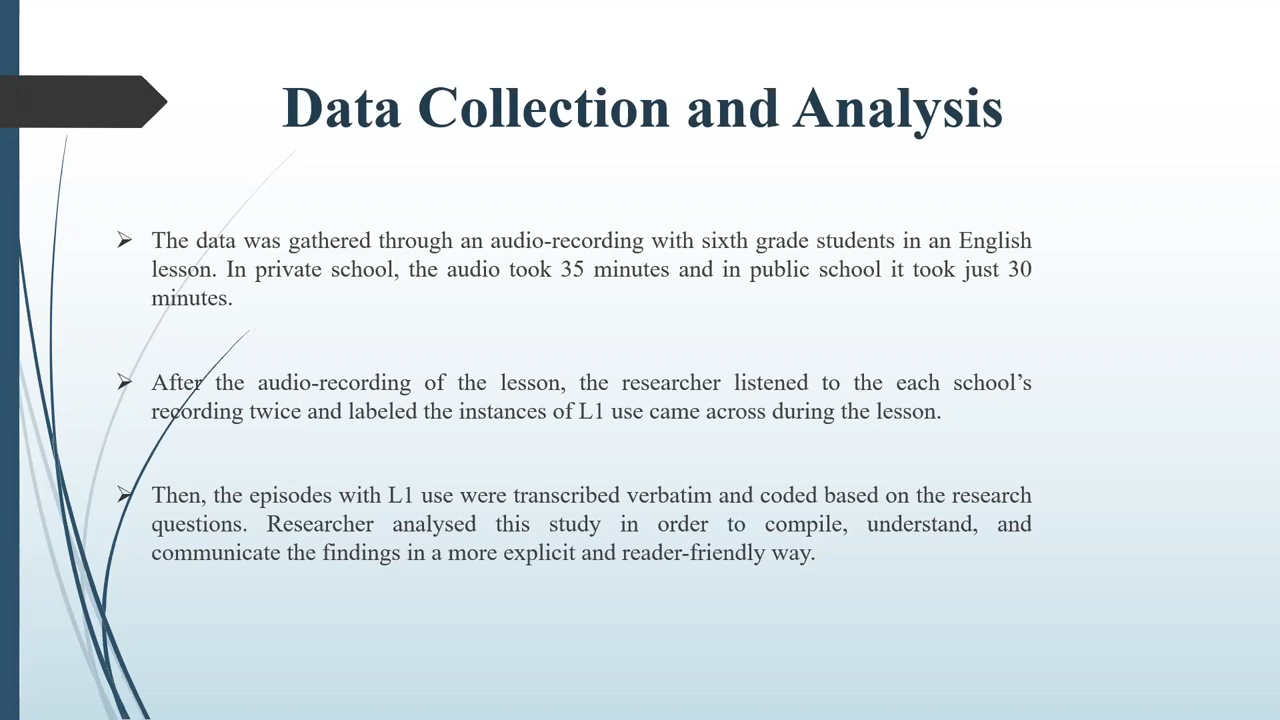 Data Collection and Analysis
The data was gathered through an audio-recording with sixth grade students in an English
lesson. In private school, the audio took 35 minutes and in public school it took just 30
minutes.
After the audio-recording of the lesson, the researcher listened to the each school’s
recording twice and labeled the instances of L1 use came across during the lesson.
Then, the episodes with L1 use were transcribed verbatim and coded based on the research
questions. Researcher analysed this study in order to compile, understand, and
communicate the findings in a more explicit and reader-friendly way.